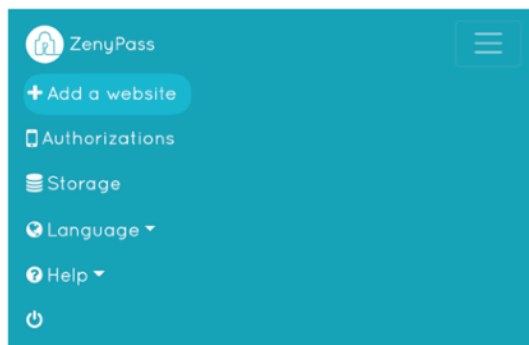 ZenyPass
Add a website
Authorizations
Storage
Language
Help